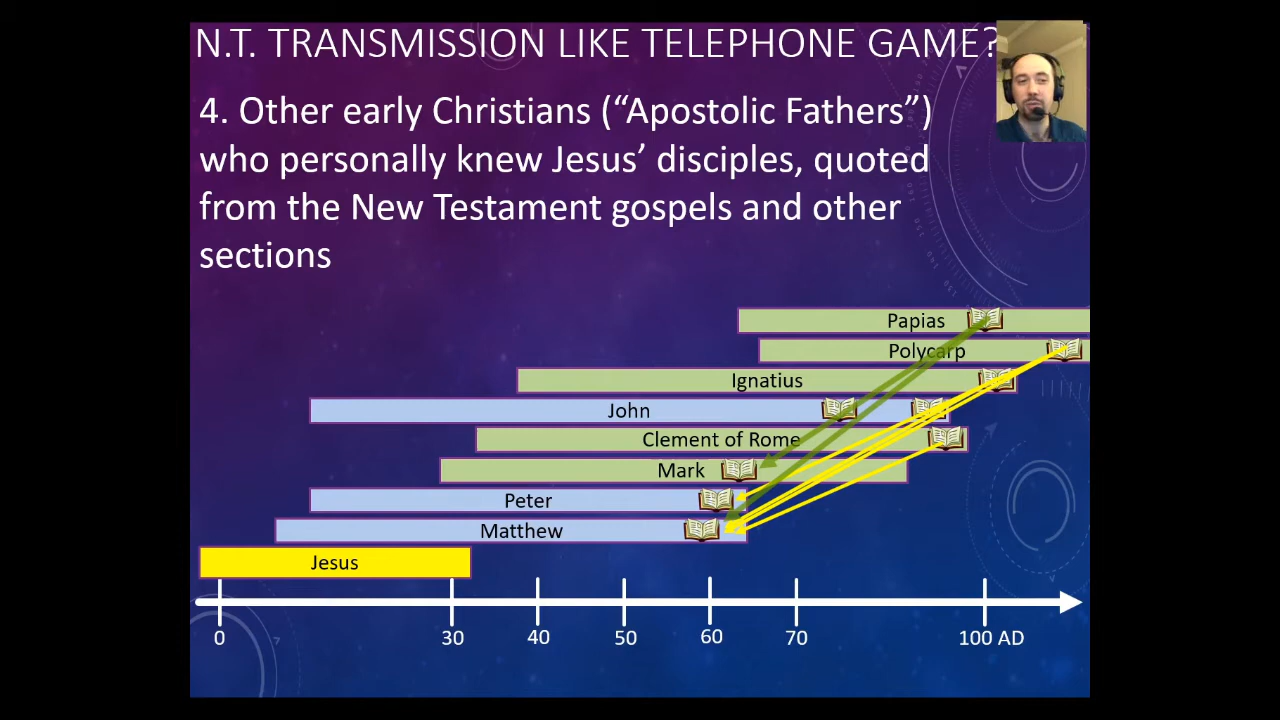 N.T. TRANSMISSION LIKE TELEPHONE GAME?
4. Other early Christians (“Apostolic Fathers”)
who personally knew Jesus’ disciples, quoted
from the New Testament gospels and other
sections
Papias
Polycarp
Ignatius
John
Clement of Rome
Mark
Peter
Matthew
Jesus
0 30 40 50 60 70 100 AD